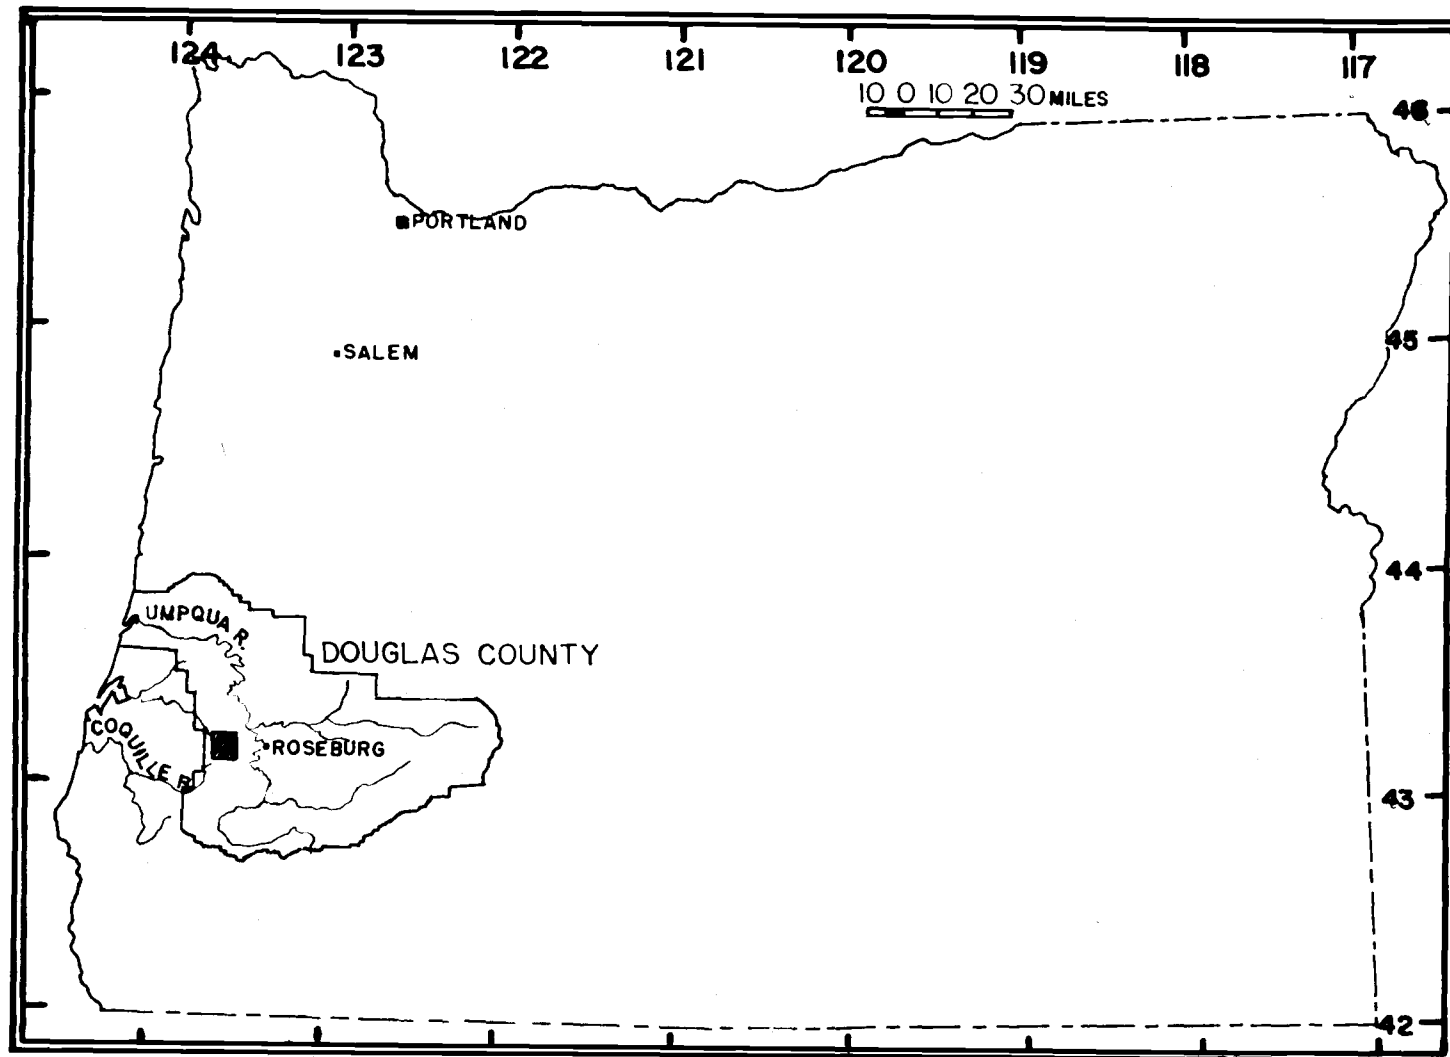 124 123 122 121 120 119 118 117
10 0 10 20 30 MILES
46
PORTLAND
45
SALEM
44
UMPQUA R.
DOUGLAS COUNTY
COQUILLE R.
ROSEBURG
43
42